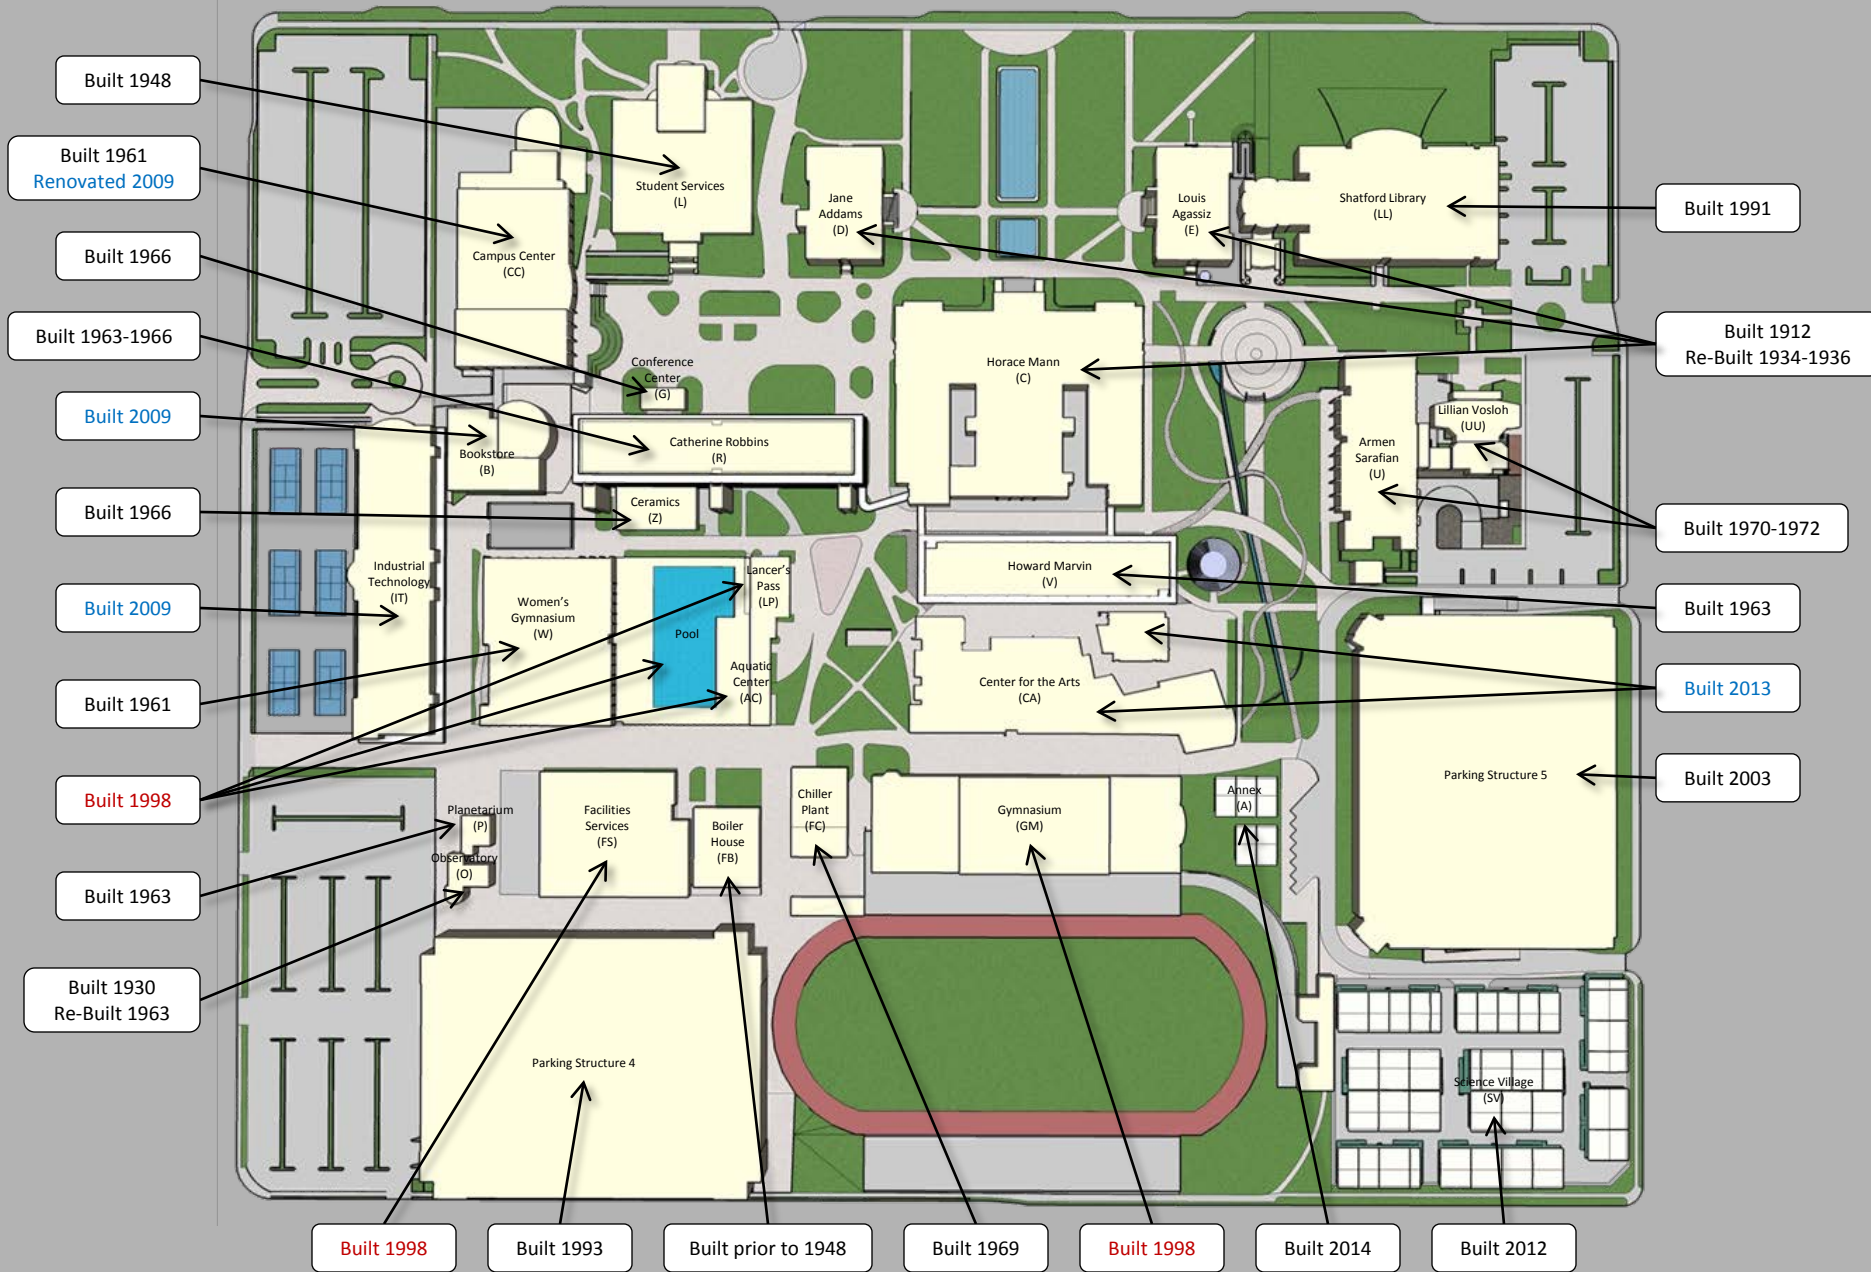 Built 1948
Built 1961
Renovated 2009
Built 1966
Built 1963-1966
Built 2009
Built 1966
Built 2009
Built 1961
Built 1998
Built 1963
Built 1930
Re-Built 1963
Student Services
(L)
Jane
Addams
(D)
Louis
Agassiz
(E)
Shatford Library
(LL)
Campus Center
(CC)
Conference
Center
(G)
Horace Mann
(C)
Catherine Robbins
(R)
Bookstore
(B)
Ceramics
(Z)
Armen
Sarafian
(U)
Lillian Vosloh
(UU)
Industrial
Technology
(IT)
Women's
Gymnasium
(W)
Pool
Lancer's
Pass
(LP)
Aquatic
Center
(AC)
Howard Marvin
(V)
Center for the Arts
(CA)
Parking Structure 5
Planetarium
(P)
Observatory
(O)
Facilities
Services
(FS)
Boiler
House
(FB)
Chiller
Plant
(FC)
Gymnasium
(GM)
Annex
(A)
Parking Structure 4
Science Village
(SV)
Built 1991
Built 1912
Re-Built 1934-1936
Built 1970-1972
Built 1963
Built 2013
Built 2003
Built 1998
Built 1993
Built prior to 1948
Built 1969
Built 1998
Built 2014
Built 2012